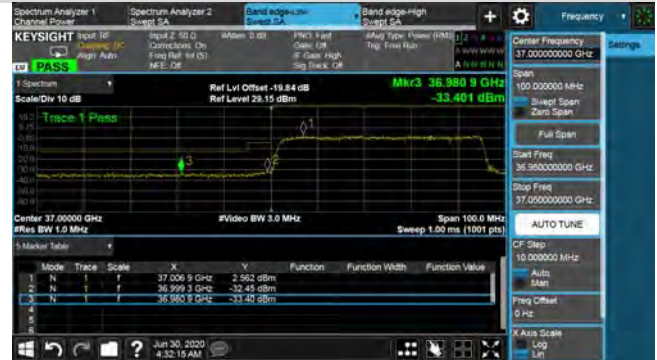 Spectrum Analyzer 1
Channel Power
Spectrum Analyzer 2
Swept SA
Band edge-Low
Swept SA
Band edge-High
Swept SA
Frequency
KEYSIGHT
Input: RF
Coupling: DC
Align: Auto
Input Z: 50 Ω
Corrections: On
Freq Ref: Int (S)
NFE: Off
#Atten: 0 dB
PNO: Fast
Gate: Off
IF Gain: High
Sig Track: Off
#Avg Type: Power (RMS)
Trig: Free Run
PASS
1 Spectrum
Scale/Div 10 dB
Ref Lvl Offset -19.84 dB
Ref Level 29.15 dBm
Mkr3 36.980 9 GHz
-33.401 dBm
Trace 1 Pass
1
2
3
Center 37.00000 GHz
#Res BW 1.0 MHz
#Video BW 3.0 MHz
Span 100.0 MHz
Sweep 1.00 ms (1001 pts)
5 Marker Table
Mode Trace Scale X Y Function Function Width Function Value
1 N 1 f 37.006 9 GHz 2.562 dBm
2 N 1 f 36.999 3 GHz -32.45 dBm
3 N 1 f 36.980 9 GHz -33.40 dBm
4
5
6
Jun 30, 2020
4:32:15 AM
Center Frequency
37.000000000 GHz
Settings
Span
100.000000 MHz
Swept Span
Zero Span
Full Span
Start Freq
36.950000000 GHz
Stop Freq
37.050000000 GHz
AUTO TUNE
CF Step
10.000000 MHz
Auto
Man
Freq Offset
0 Hz
X Axis Scale
Log
Lin